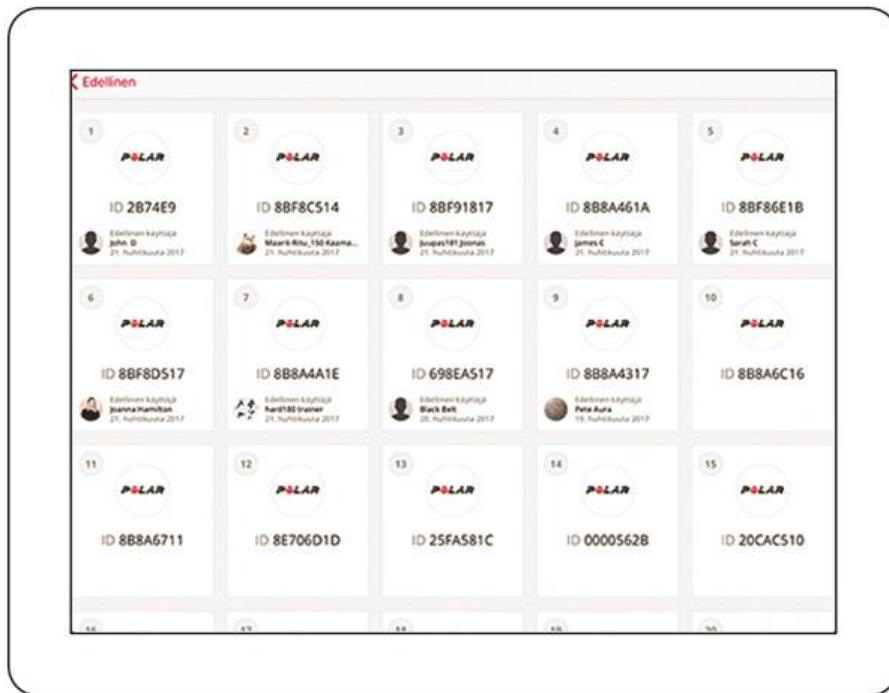 Edellinen
1
POLAR
ID 2B74E9
Edellinen käyttäjä
John D
21. huhtikuuta 2017
2
POLAR
ID 8BF8C514
Edellinen käyttäjä
Maarit-Ritu_150 Kaama...
21. huhtikuuta 2017
3
POLAR
ID 8BF91817
Edellinen käyttäjä
Juupas181 Joonas
21. huhtikuuta 2017
4
POLAR
ID 8B8A461A
Edellinen käyttäjä
James C
21. huhtikuuta 2017
5
POLAR
ID 8BF86E1B
Edellinen käyttäjä
Sarah C
21. huhtikuuta 2017
6
POLAR
ID 8BF8D517
Edellinen käyttäjä
Joanna Hamilton
21. huhtikuuta 2017
7
POLAR
ID 8B8A4A1E
Edellinen käyttäjä
hard180 trainer
21. huhtikuuta 2017
8
POLAR
ID 698EA517
Edellinen käyttäjä
Black Belt
20. huhtikuuta 2017
9
POLAR
ID 8B8A4317
Edellinen käyttäjä
Pete Aura
19. huhtikuuta 2017
10
POLAR
ID 8B8A6C16
11
POLAR
ID 8B8A6711
12
POLAR
ID 8E706D1D
13
POLAR
ID 25FA581C
14
POLAR
ID 0000562B
15
POLAR
ID 20CAC510